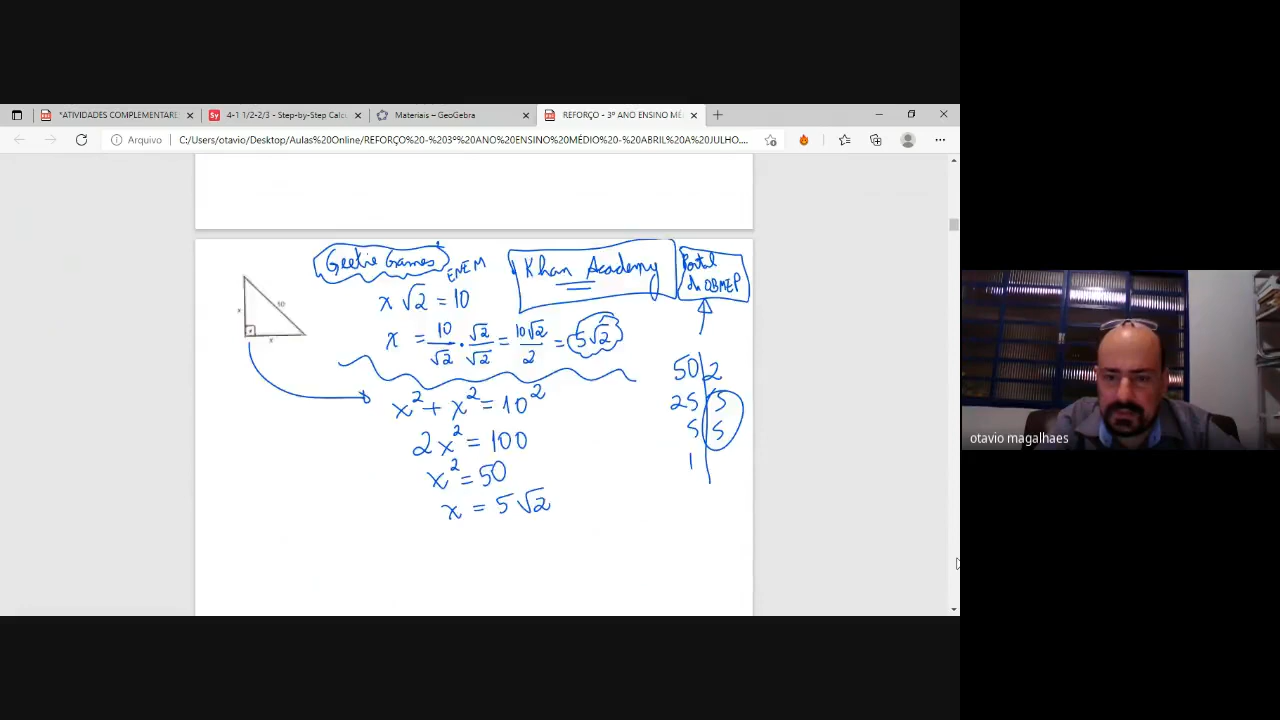 *ATIVIDADES COMPLEMENTARE
4-1 1/2-2/3 - Step-by-Step Calcu
Materiais – GeoGebra
REFORÇO - 3º ANO ENSINO MÉ
Arquivo
C:/Users/otavio/Desktop/Aulas%20Online/REFORÇO%20-%203º%20ANO%20ENSINO%20MÉDIO%20-%20ABRIL%20A%20JULHO....
Geekie Games
ENEM
Khan Academy
Portal
da OBMEP
x √2 = 10
x = 10/√2 · √2/√2 = 10√2/2 = 5√2
x
x
x² + x² = 10²
2x² = 100
x² = 50
x = 5√2
50 2
25 5
5 5
1
otavio magalhaes